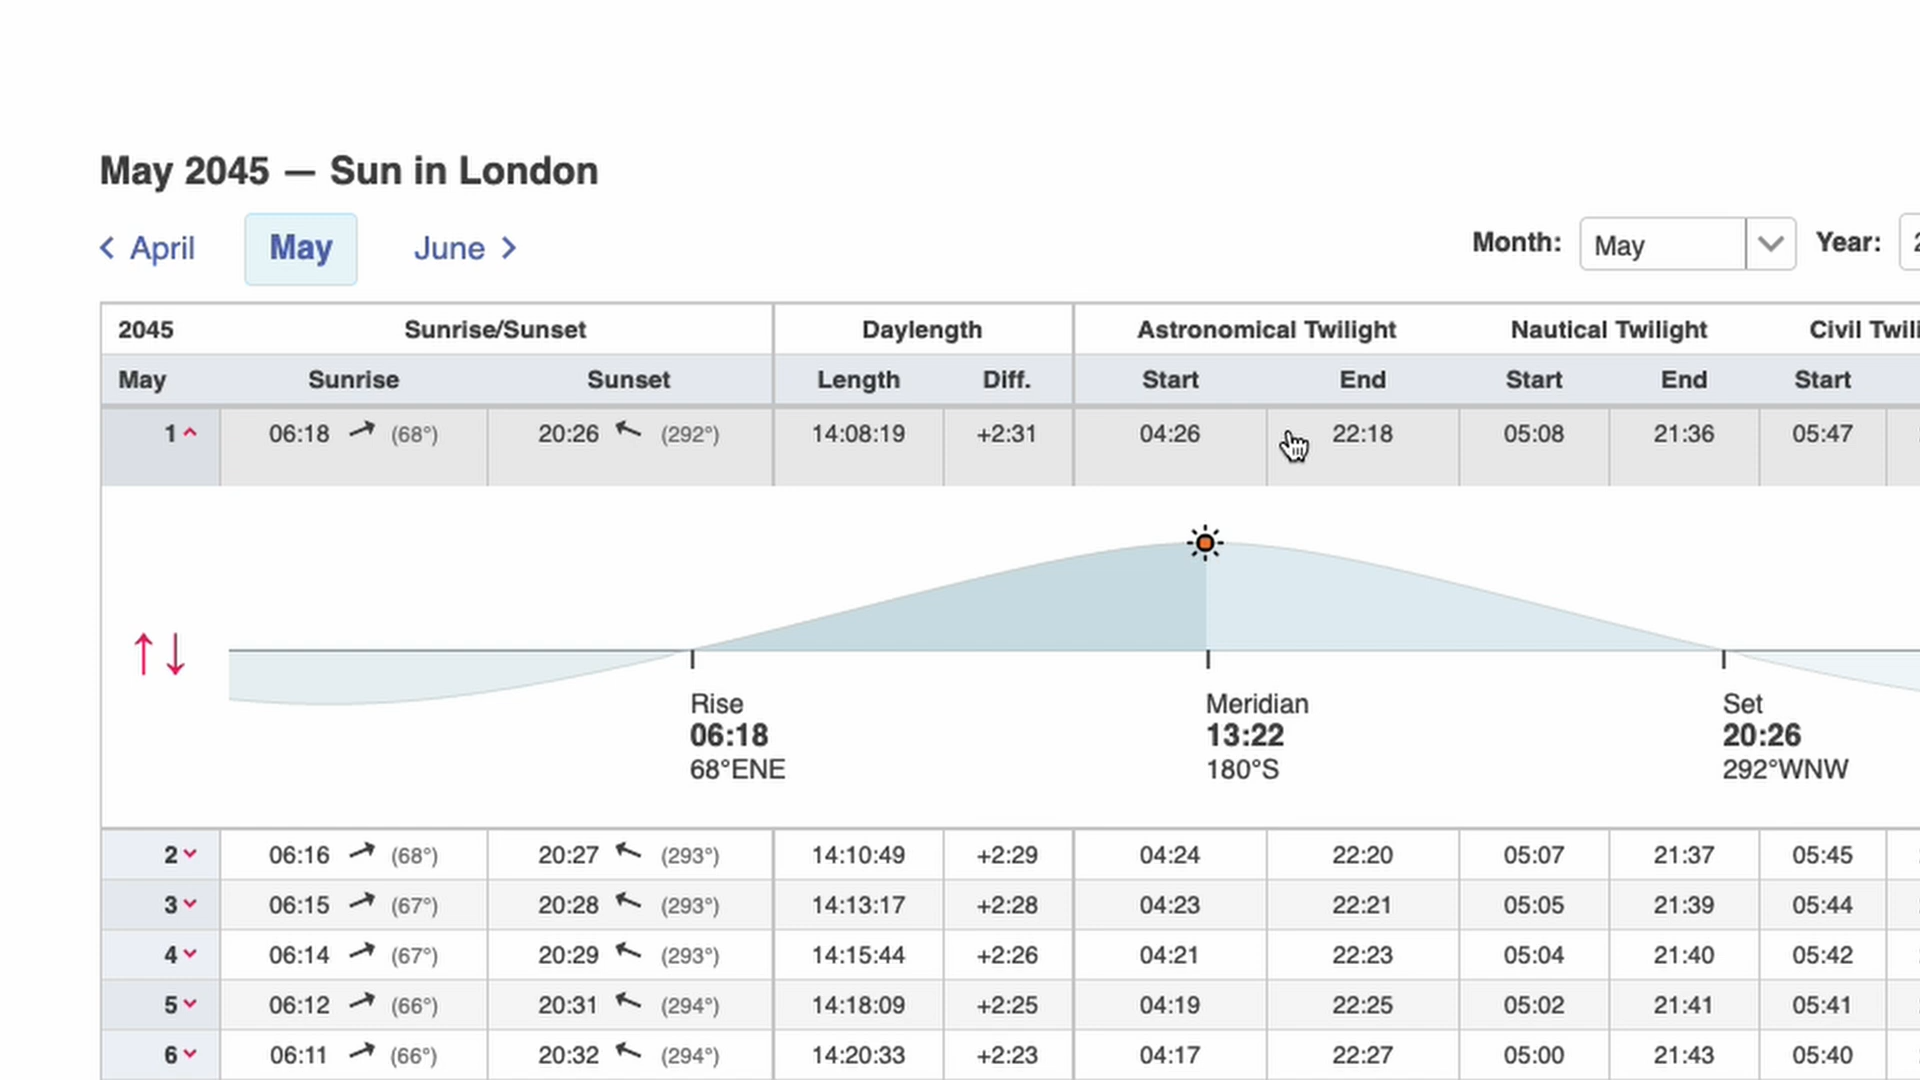 May 2045 — Sun in London
April May June
Month: May Year:
2045 Sunrise/Sunset Daylength Astronomical Twilight Nautical Twilight
May Sunrise Sunset Length Diff. Start End Start End Start
1 06:18 (68°) 20:26 (292°) 14:08:19 +2:31 04:26 22:18 05:08 21:36 05:47
Rise Meridian Set
06:18 13:22 20:26
68°ENE 180°S 292°WNW
2 06:16 (68°) 20:27 (293°) 14:10:49 +2:29 04:24 22:20 05:07 21:37 05:45
3 06:15 (67°) 20:28 (293°) 14:13:17 +2:28 04:23 22:21 05:05 21:39 05:44
4 06:14 (67°) 20:29 (293°) 14:15:44 +2:26 04:21 22:23 05:04 21:40 05:42
5 06:12 (66°) 20:31 (294°) 14:18:09 +2:25 04:19 22:25 05:02 21:41 05:41
6 06:11 (66°) 20:32 (294°) 14:20:33 +2:23 04:17 22:27 05:00 21:43 05:40